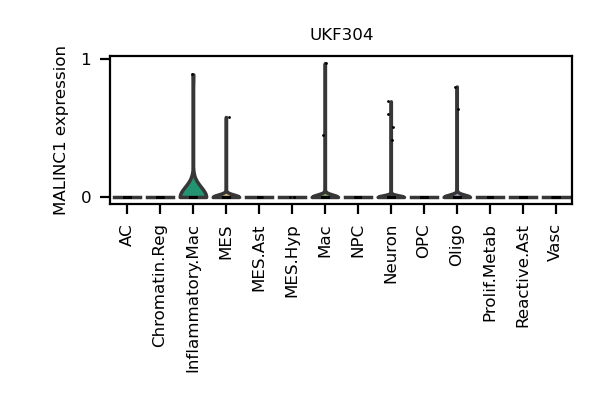 UKF304
MALINC1 expression
1
0
AC
Chromatin.Reg
Inflammatory.Mac
MES
MES.Ast
MES.Hyp
Mac
NPC
Neuron
OPC
Oligo
Prolif.Metab
Reactive.Ast
Vasc